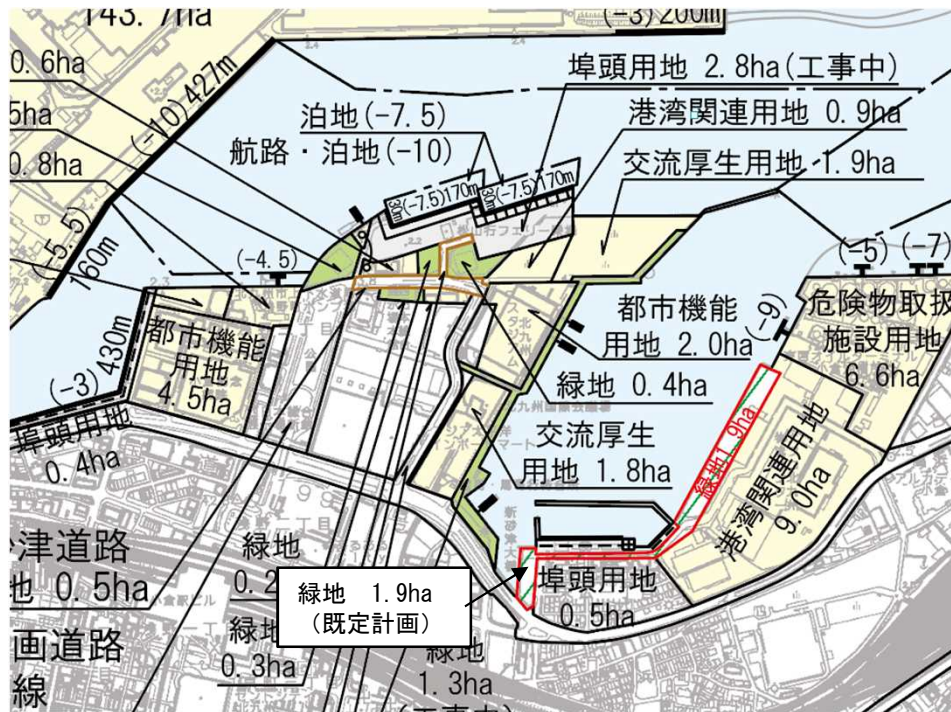 143.7ha
(-3)200m
0.6ha
5ha
0.8ha
(-10)427m
(-5.5)
160m
泊地(-7.5)
航路・泊地(-10)
埠頭用地 2.8ha(工事中)
港湾関連用地 0.9ha
交流厚生用地 1.9ha
30m(-7.5)170m
30m(-7.5)170m
(-4.5)
(-5)
(-7)
(-9)
都市機能
用地
4.5ha
(-3)430m
埠頭用地
0.4ha
都市機能
用地 2.0ha
緑地 0.4ha
交流厚生
用地 1.8ha
危険物取扱
施設用地
6.6ha
緑地1.9ha
港湾関連用地
9.0ha
埠頭用地
0.5ha
津道路
地 0.5ha
画道路
線
緑地
0.2
緑
0.3ha
緑地 1.9ha
(既定計画)
緑地
1.3ha
(工事中)